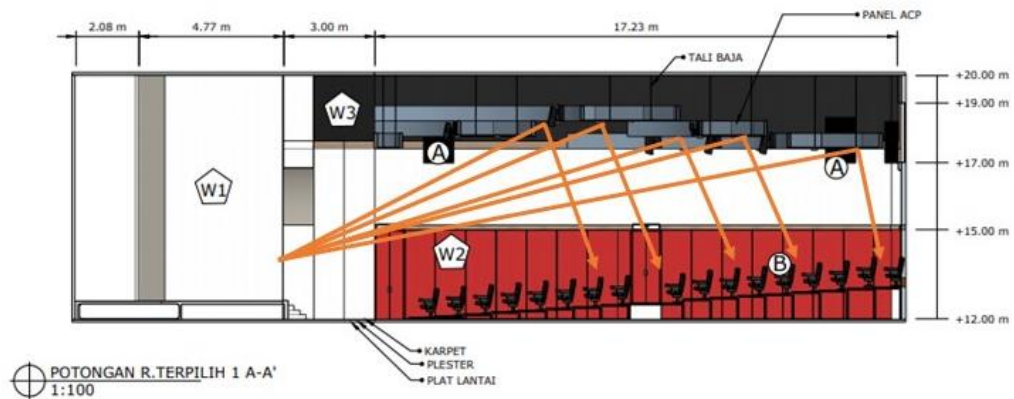 2.08 m
4.77 m
3.00 m
17.23 m
PANEL ACP
TALI BAJA
+20.00 m
+19.00 m
W3
A
+17.00 m
A
W1
+15.00 m
W2
B
+12.00 m
KARPET
PLESTER
PLAT LANTAI
POTONGAN R.TERPILIH 1 A-A'
1:100